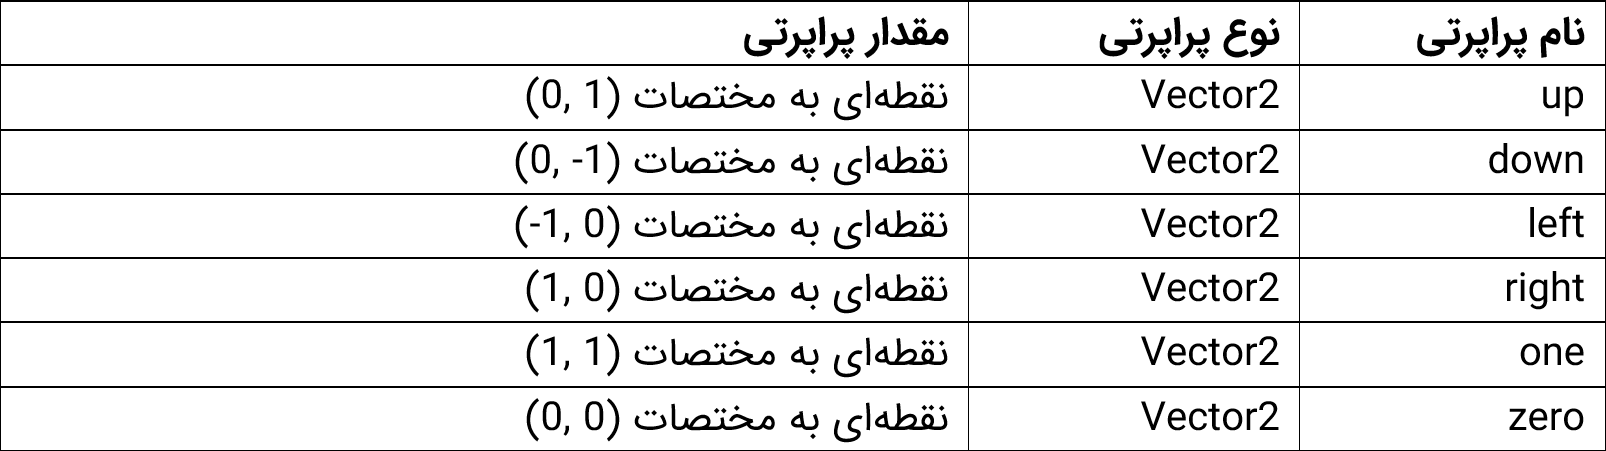 نام پراپرتی نوع پراپرتی مقدار پراپرتی
up Vector2 نقطه‌ای به مختصات (0, 1)
down Vector2 نقطه‌ای به مختصات (0, -1)
left Vector2 نقطه‌ای به مختصات (-1, 0)
right Vector2 نقطه‌ای به مختصات (1, 0)
one Vector2 نقطه‌ای به مختصات (1, 1)
zero Vector2 نقطه‌ای به مختصات (0, 0)